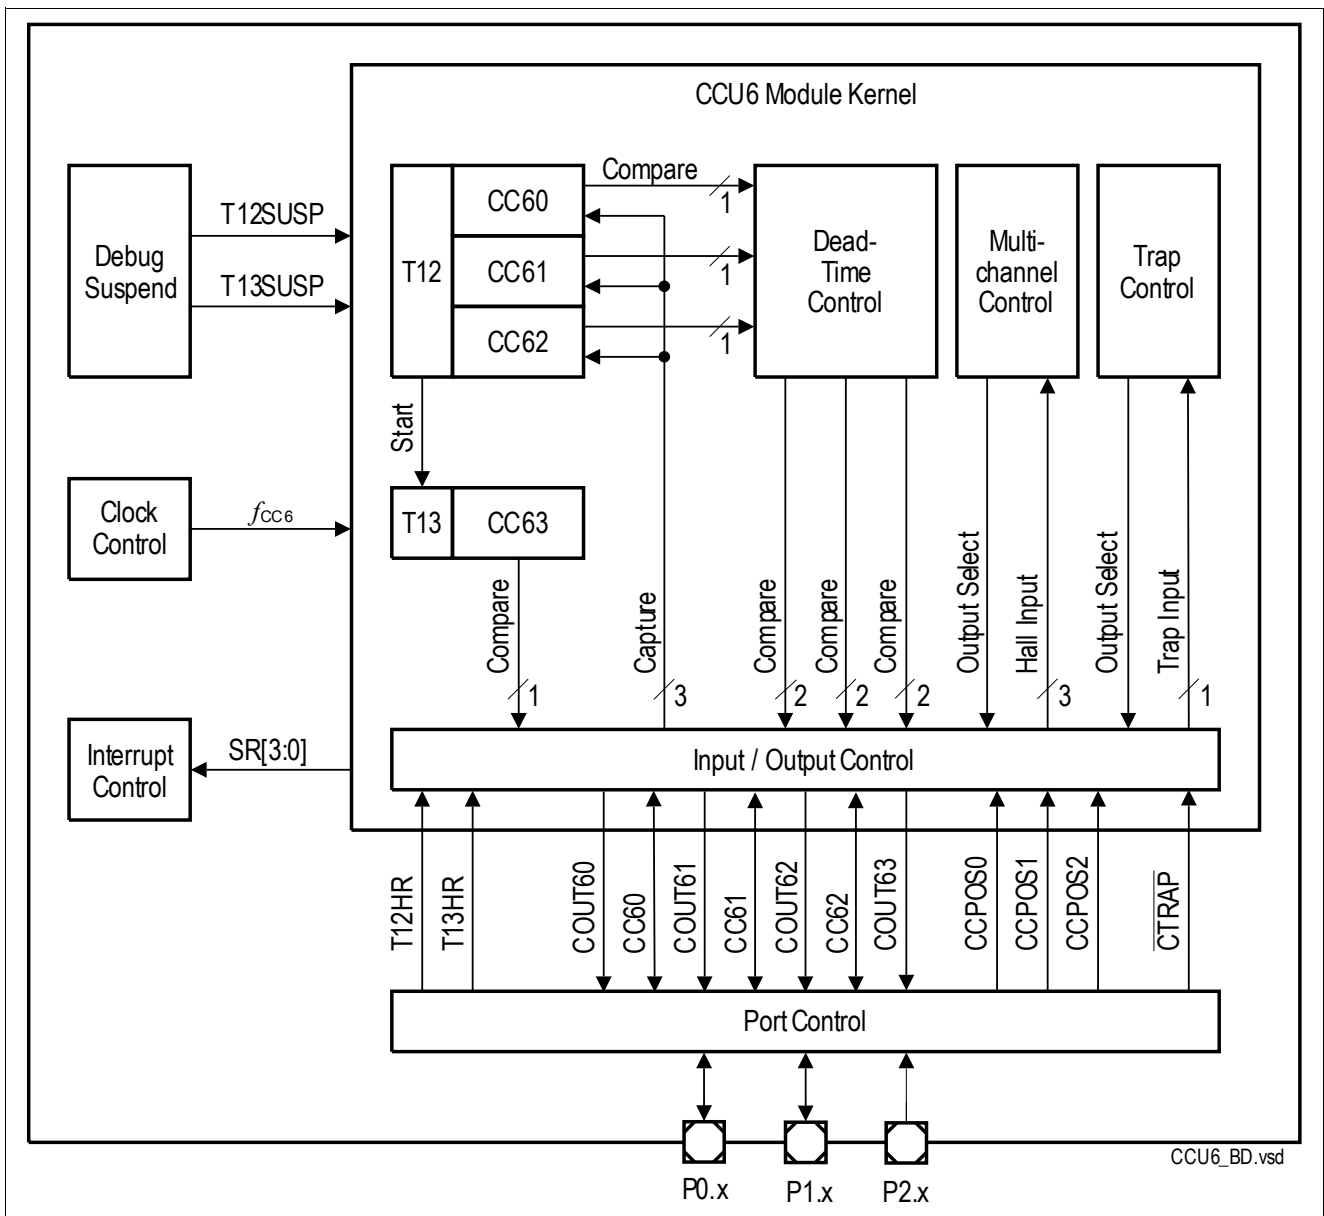 CCU6 Module Kernel
Debug
Suspend
T12SUSP
T13SUSP
T12
CC60
CC61
CC62
Compare
1
1
1
Dead-
Time
Control
Multi-
channel
Control
Trap
Control
Start
T13
CC63
Clock
Control
fCC6
Compare
1
Capture
3
Compare
2
Compare
2
Compare
2
Output Select
Hall Input
3
Output Select
Trap Input
1
Interrupt
Control
SR[3:0]
Input / Output Control
T12HR
T13HR
COUT60
CC60
COUT61
CC61
COUT62
CC62
COUT63
CCPOS0
CCPOS1
CCPOS2
CTRAP
Port Control
P0.x
P1.x
P2.x
CCU6_BD.vsd